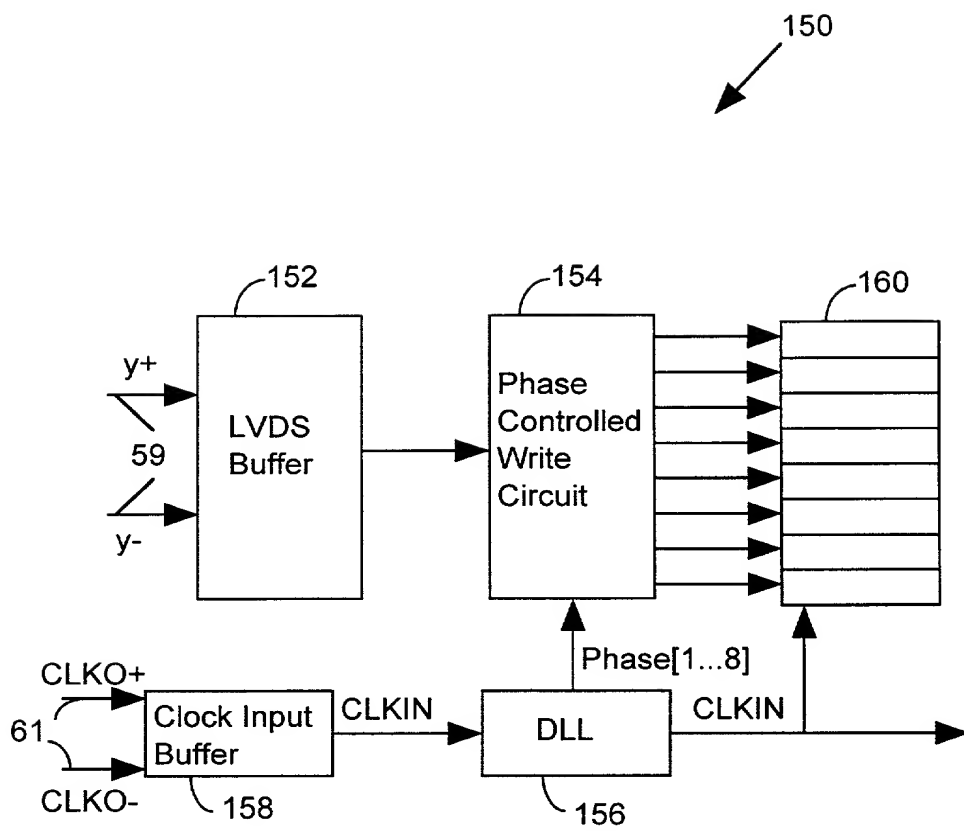 150
152
154
160
y+
59
y-
LVDS
Buffer
Phase
Controlled
Write
Circuit
Phase[1...8]
CLKO+
61
CLKO-
Clock Input
Buffer
158
CLKIN
DLL
156
CLKIN